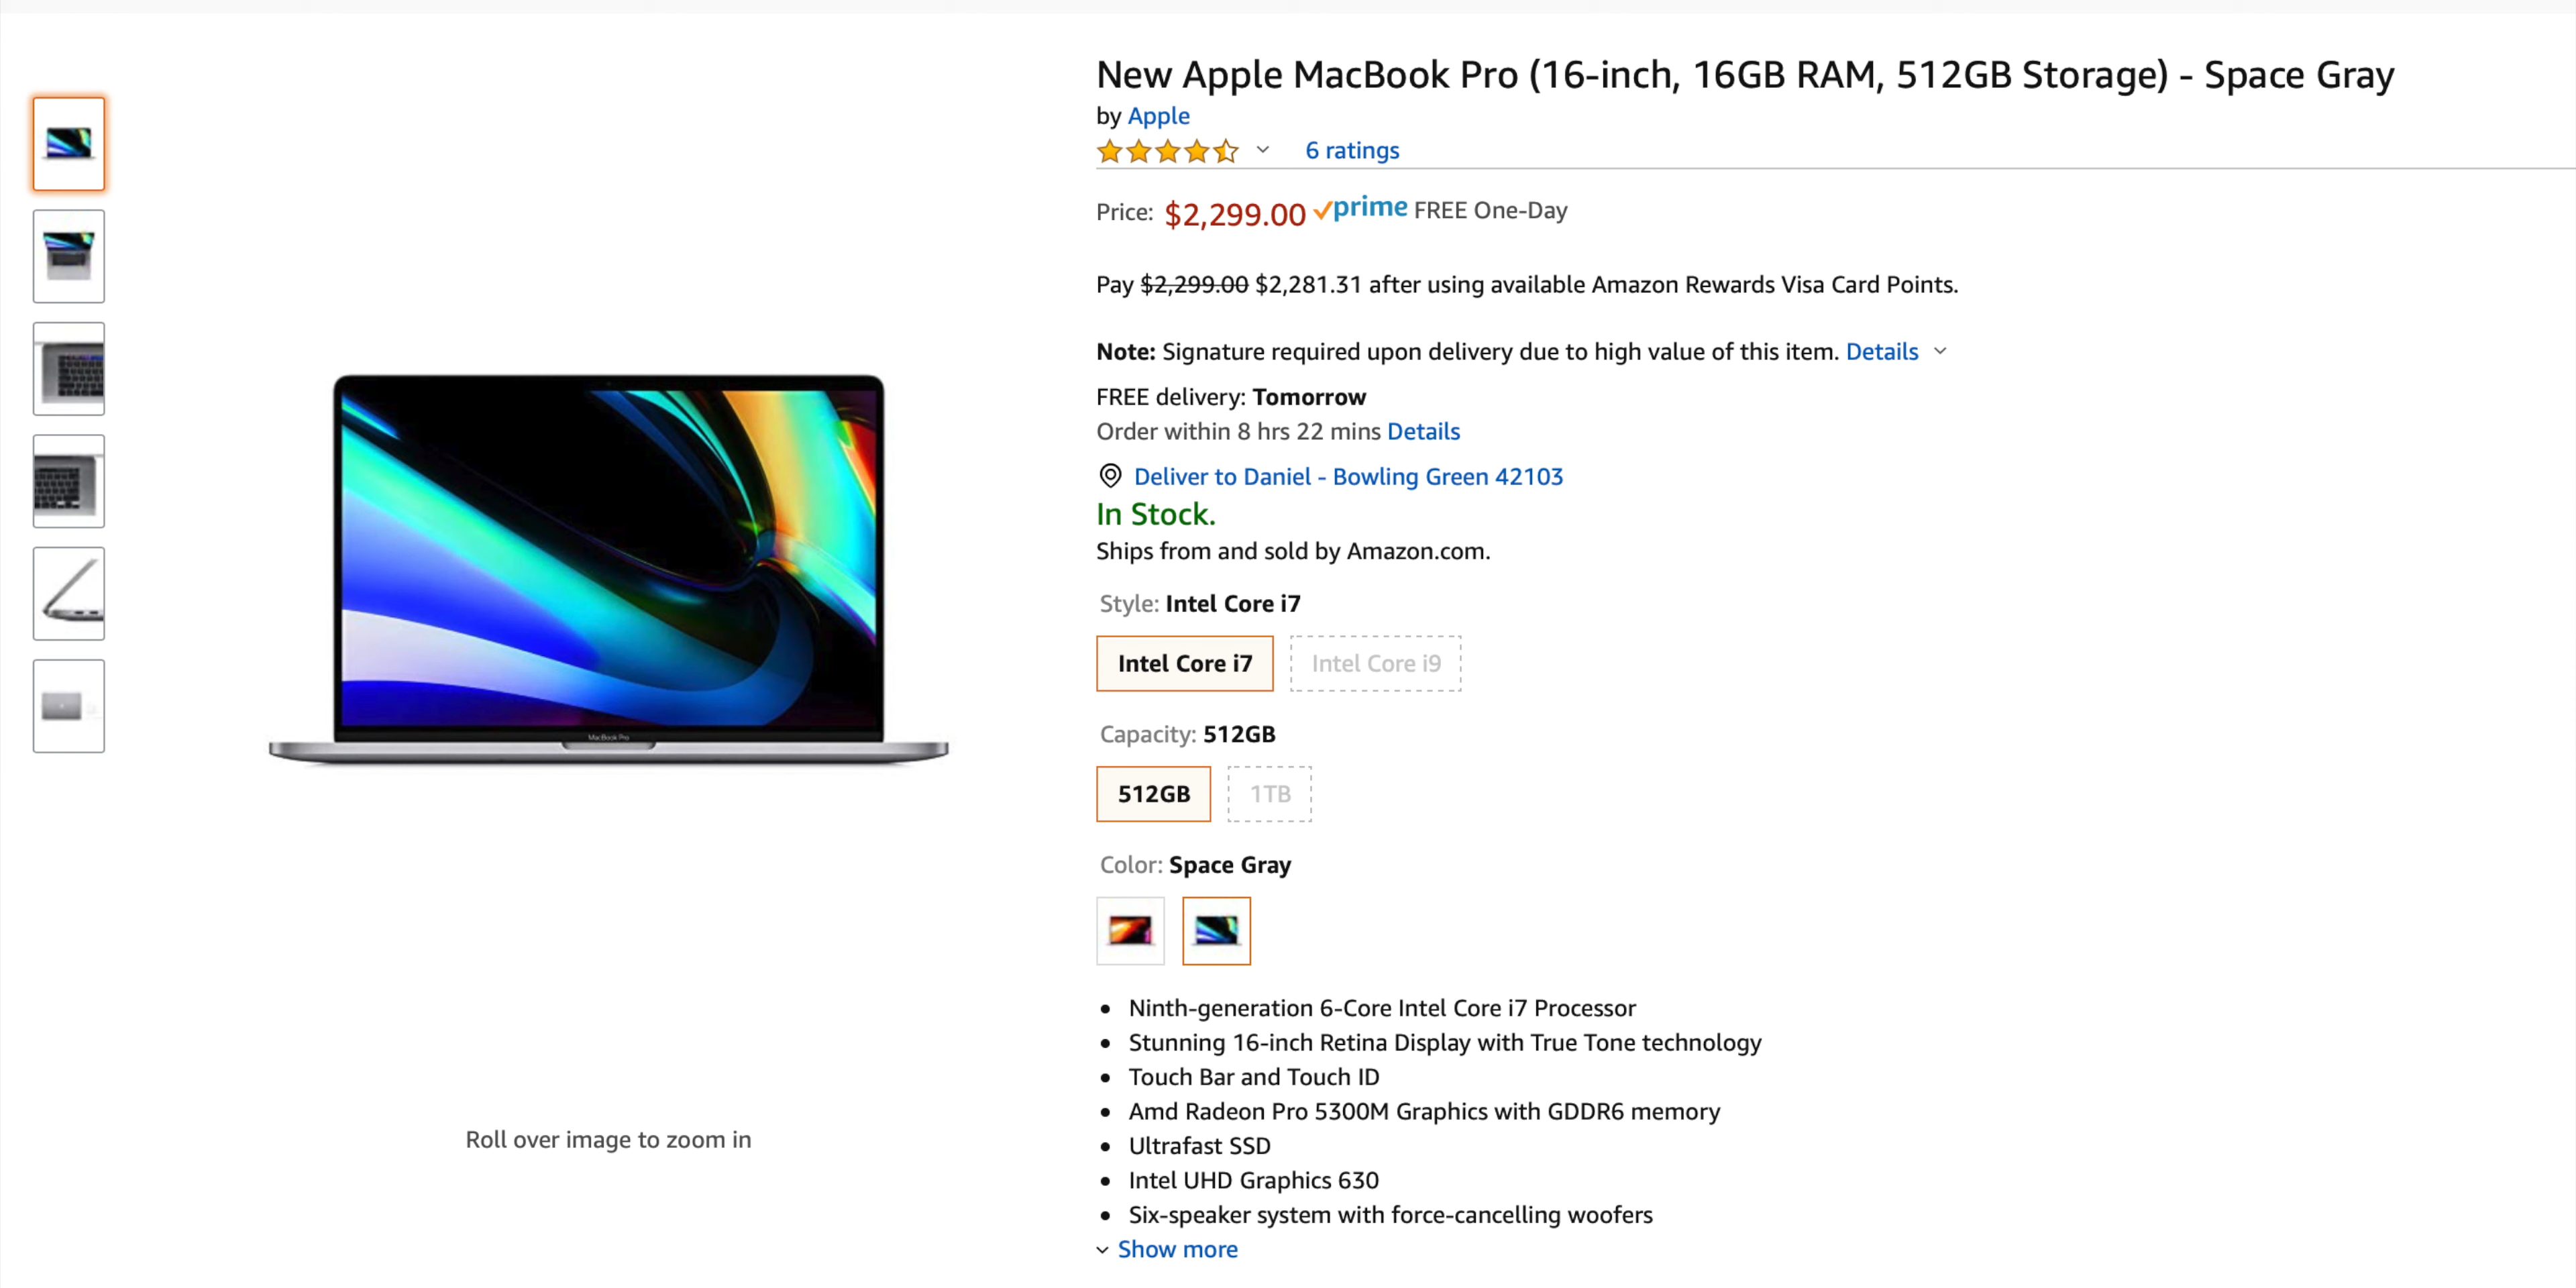 New Apple MacBook Pro (16-inch, 16GB RAM, 512GB Storage) - Space Gray
by Apple
6 ratings
Price: $2,299.00 prime FREE One-Day
Pay $2,299.00 $2,281.31 after using available Amazon Rewards Visa Card Points.
Note: Signature required upon delivery due to high value of this item. Details
FREE delivery: Tomorrow
Order within 8 hrs 22 mins Details
Deliver to Daniel - Bowling Green 42103
In Stock.
Ships from and sold by Amazon.com.
Style: Intel Core i7
Intel Core i7 Intel Core i9
Capacity: 512GB
512GB 1TB
Color: Space Gray
MacBook Pro
Roll over image to zoom in
• Ninth-generation 6-Core Intel Core i7 Processor
• Stunning 16-inch Retina Display with True Tone technology
• Touch Bar and Touch ID
• Amd Radeon Pro 5300M Graphics with GDDR6 memory
• Ultrafast SSD
• Intel UHD Graphics 630
• Six-speaker system with force-cancelling woofers
Show more